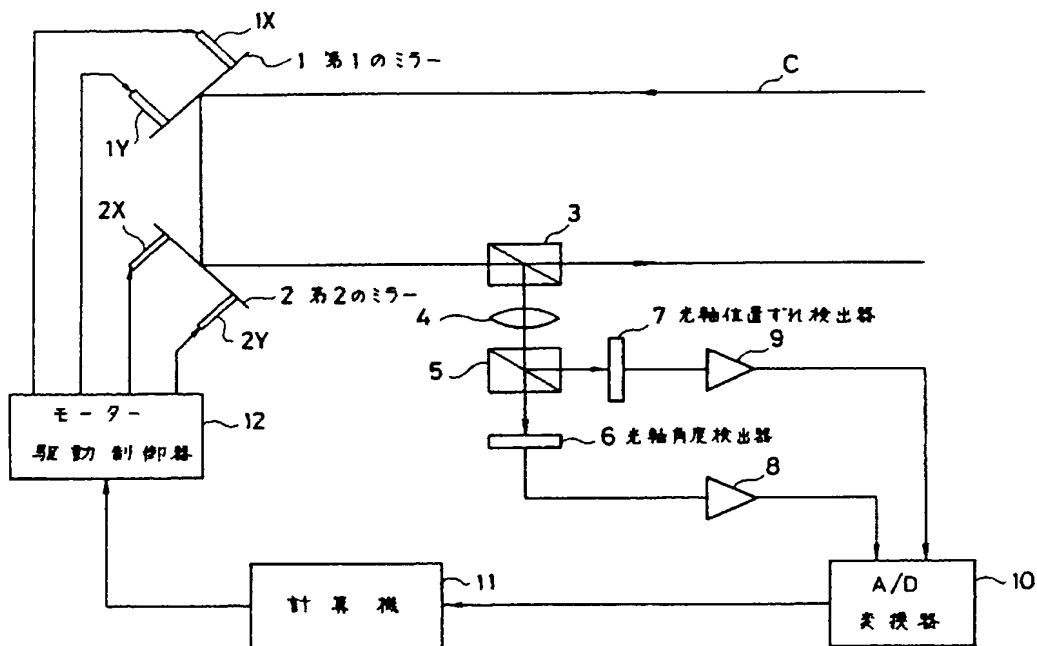 1X
1 第1のミラー
C
1Y
2X
3
2 第2のミラー
4
7 光軸位置ずれ検出器
2Y
9
5
モーター
駆動制御器
12
6 光軸角度検出器
8
11
計算機
A/D
変換器
10